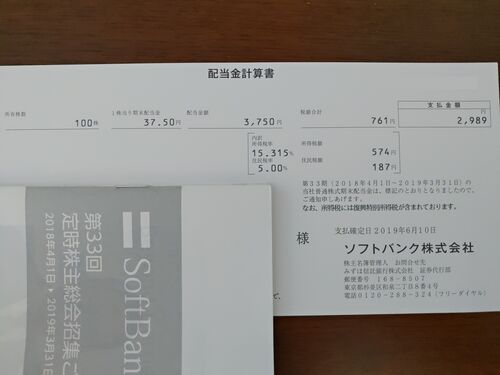 配当金計算書
所有株数
100株
1株当り期末配当金
37.50円
配当金額
3,750円
税額合計
761円
支払金額
円
2,989
内訳
所得税率
15.315%
住民税率
5.00%
所得税額
574円
住民税額
187円
第33期(2018年4月1日~2019年3月31日)の
当社普通株式期末配当金は、標記のとおりとなりましたので、
ご通知申しあげます。
なお、所得税には復興特別所得税が含まれております。
支払確定日2019年6月10日
様
ソフトバンク株式会社
株主名簿管理人 お問合せ先
みずほ信託銀行株式会社 証券代行部
郵便番号 168-8507
東京都杉並区和泉二丁目8番4号
電話0120-288-324(フリーダイヤル)
SoftBan
第33回
定時株主総会招集ご
2018年4月1日▶2019年3月31日